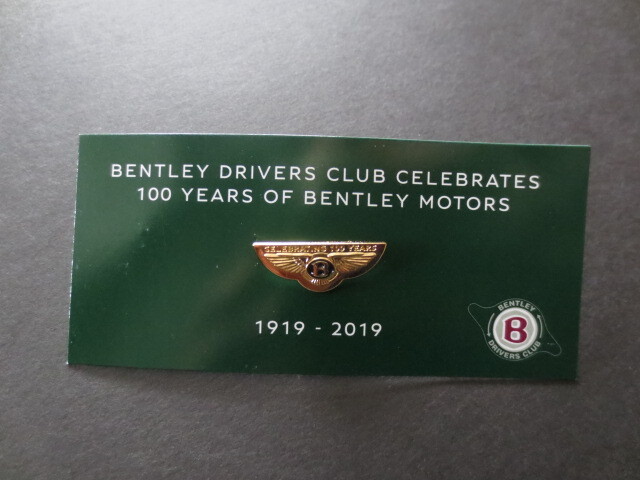 BENTLEY DRIVERS CLUB CELEBRATES
100 YEARS OF BENTLEY MOTORS
CELEBRATING 100 YEARS
B
1919 - 2019
BENTLEY
B
DRIVERS CLUB